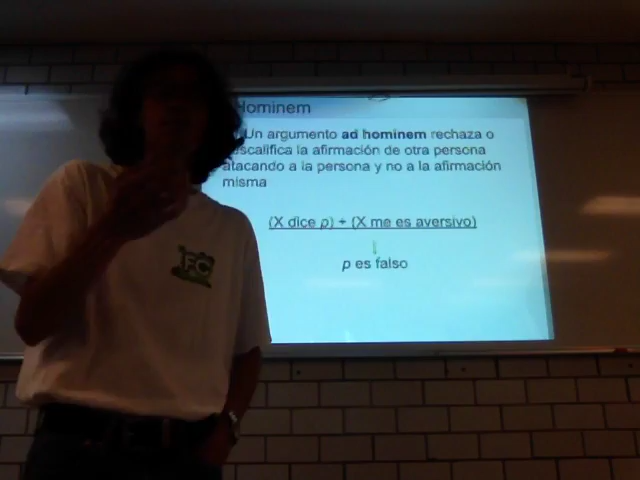 Hominem
Un argumento ad hominem rechaza o
descalifica la afirmación de otra persona
atacando a la persona y no a la afirmación
misma
(X dice p) + (X me es aversivo)
p es falso
FC